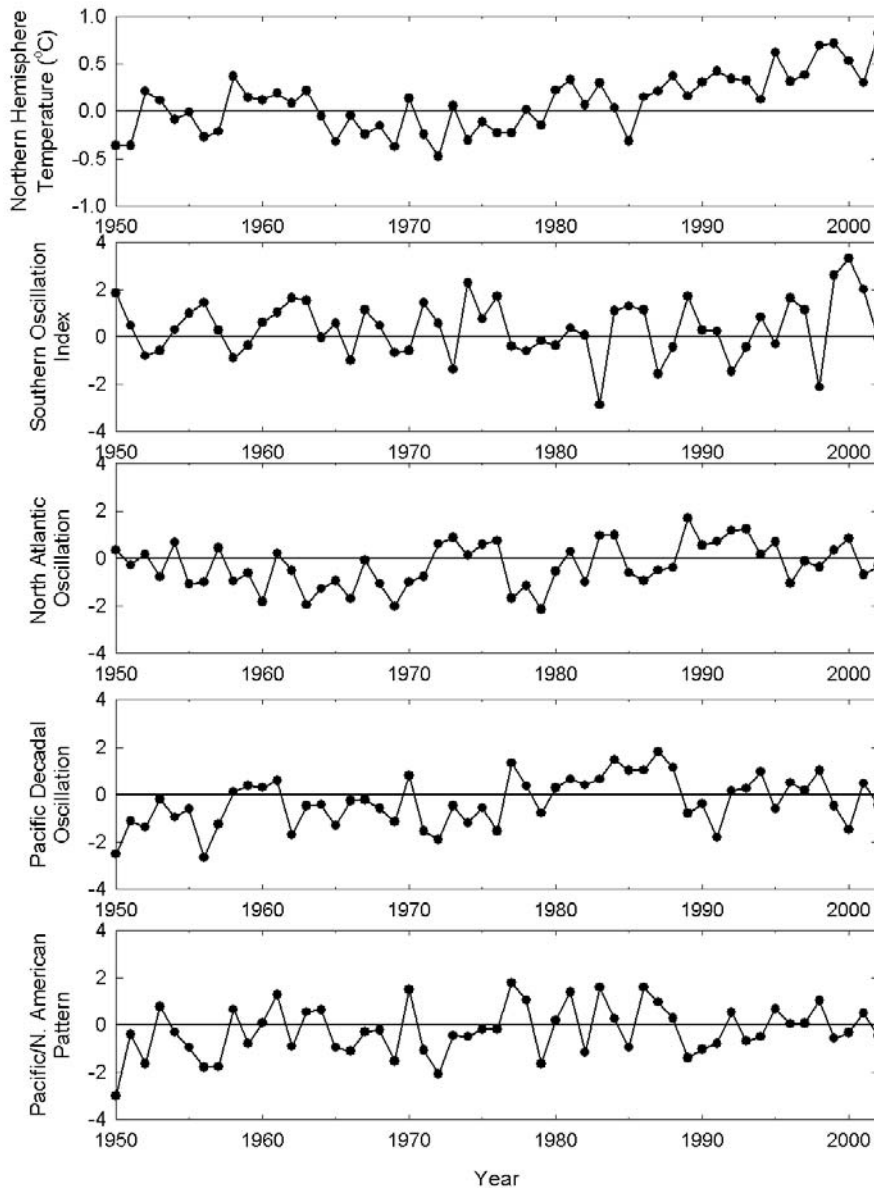 Northern Hemisphere
Temperature (⁰C)
1.0
0.5
0.0
-0.5
-1.0
1950 1960 1970 1980 1990 2000
Southern Oscillation
Index
4
2
0
-2
-4
1950 1960 1970 1980 1990 2000
North Atlantic
Oscillation
2
0
-2
-4
1950 1960 1970 1980 1990 2000
Pacific Decadal
Oscillation
4
2
0
-2
-4
1950 1960 1970 1980 1990 2000
Pacific/N. American
Pattern
4
2
0
-2
-4
1950 1960 1970 1980 1990 2000
Year